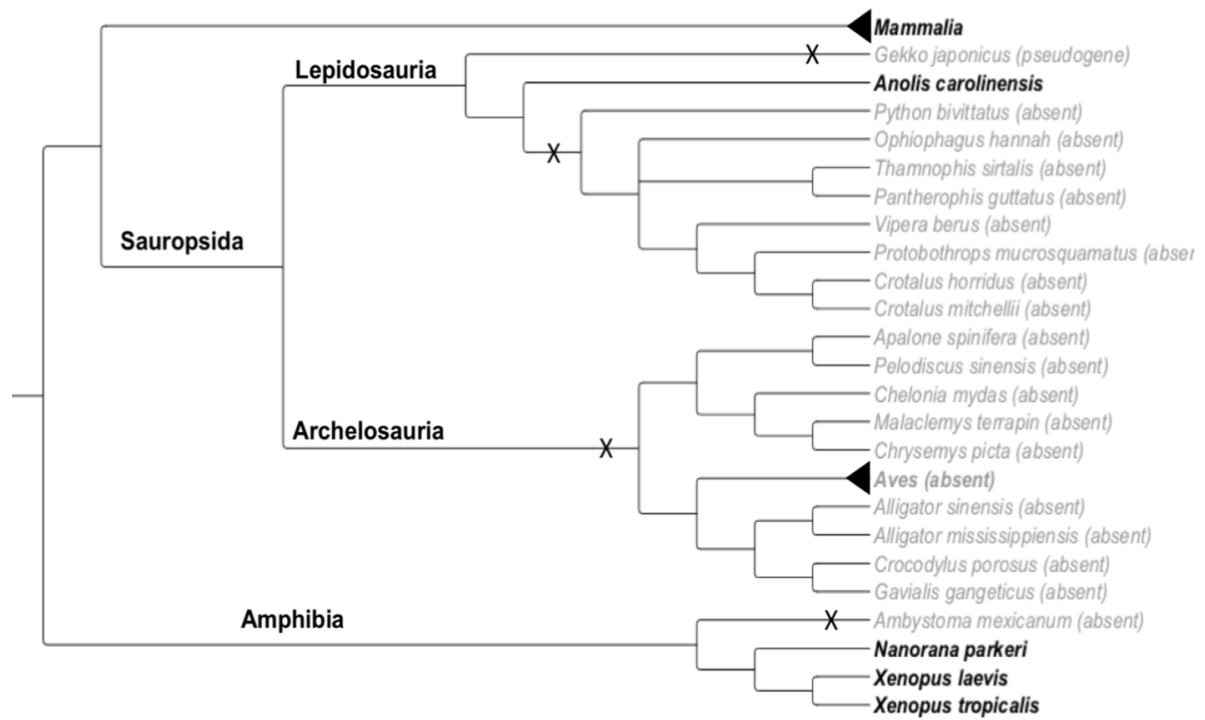 Mammalia
Gekko japonicus (pseudogene)
Lepidosauria
Anolis carolinensis
Python bivittatus (absent)
Ophiophagus hannah (absent)
X
Thamnophis sirtalis (absent)
Pantherophis guttatus (absent)
Vipera berus (absent)
Sauropsida
Protobothrops mucrosquamatus (abser
Crotalus horridus (absent)
Crotalus mitchellii (absent)
Apalone spinifera (absent)
Pelodiscus sinensis (absent)
Chelonia mydas (absent)
Malaclemys terrapin (absent)
Archelosauria
X
Chrysemys picta (absent)
Aves (absent)
Alligator sinensis (absent)
Alligator mississippiensis (absent)
Crocodylus porosus (absent)
Gavialis gangeticus (absent)
Amphibia
X
Ambystoma mexicanum (absent)
Nanorana parkeri
Xenopus laevis
Xenopus tropicalis
X